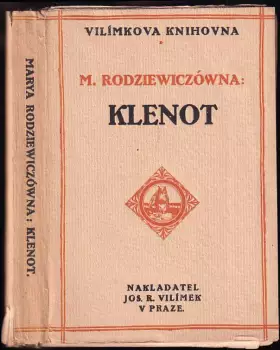 MARYA RODZIEWICZÓWNA: KLENOT.
VILÍMKOVA KNIHOVNA
M. RODZIEWICZÓWNA:
KLENOT
NAKLADATEL
JOS. R. VILÍMEK
V PRAZE.